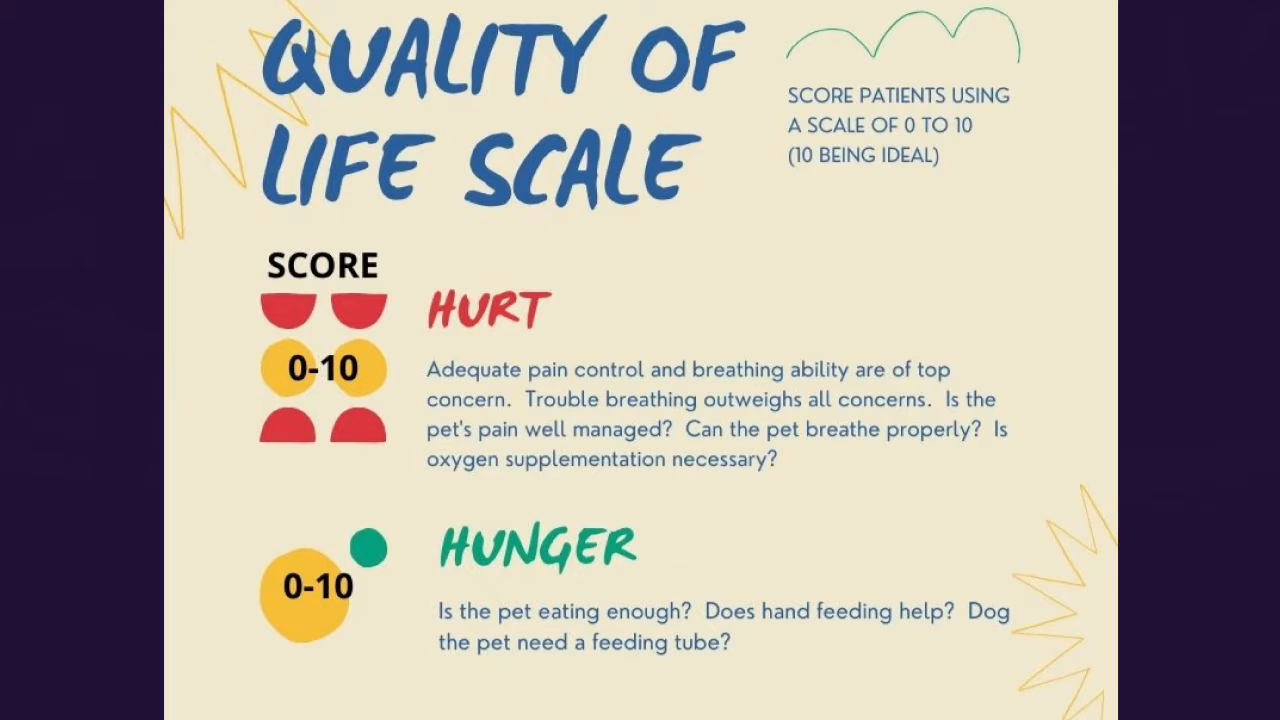 QUALITY OF
LIFE SCALE
SCORE PATIENTS USING
A SCALE OF 0 TO 10
(10 BEING IDEAL)
SCORE
HURT
0-10
Adequate pain control and breathing ability are of top
concern. Trouble breathing outweighs all concerns. Is the
pet's pain well managed? Can the pet breathe properly? Is
oxygen supplementation necessary?
HUNGER
0-10
Is the pet eating enough? Does hand feeding help? Dog
the pet need a feeding tube?